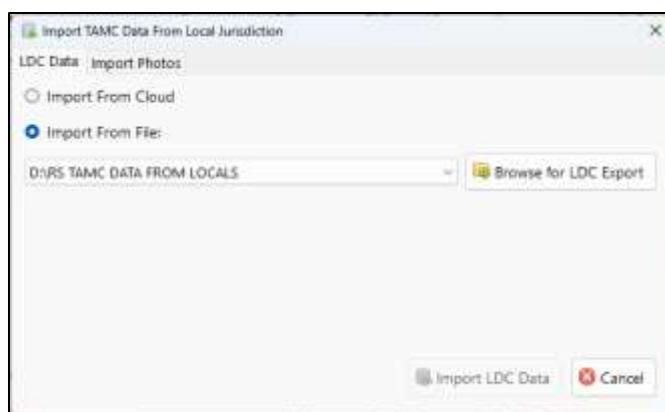 Import TAMC Data From Local Jurisdiction
LDC Data Import Photos
Import From Cloud
Import From File:
D:\RS TAMC DATA FROM LOCALS
Browse for LDC Export
Import LDC Data
Cancel